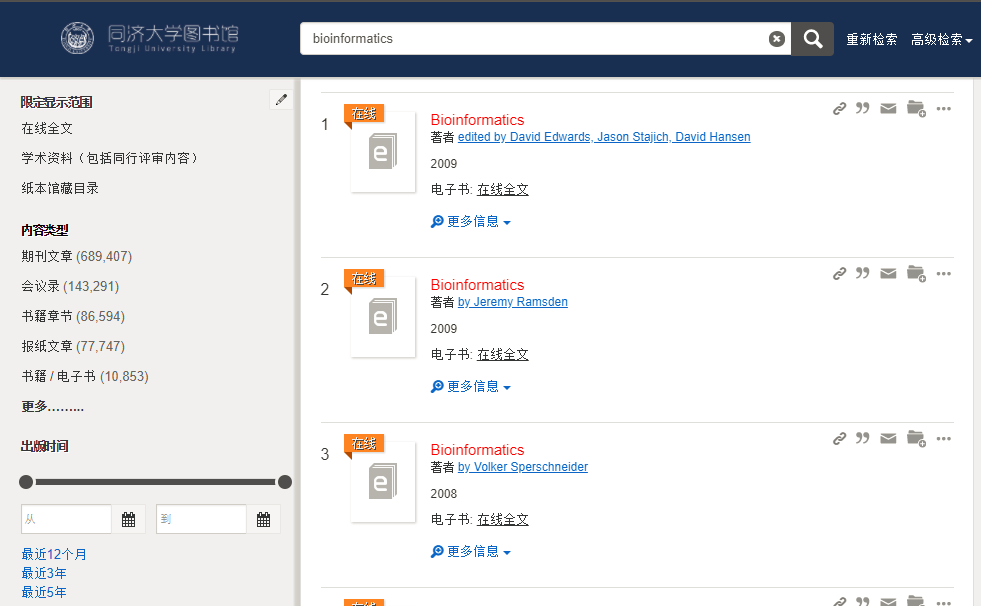 同济大学图书馆
Tongji University Library
bioinformatics
重新检索
高级检索
限定显示范围
在线全文
学术资料（包括同行评审内容）
纸本馆藏目录
内容类型
期刊文章 (689,407)
会议录 (143,291)
书籍章节 (86,594)
报纸文章 (77,747)
书籍 / 电子书 (10,853)
更多.........
出版时间
从
到
最近12个月
最近3年
最近5年
1
在线
e
Bioinformatics
著者 edited by David Edwards, Jason Stajich, David Hansen
2009
电子书: 在线全文
更多信息
2
在线
e
Bioinformatics
著者 by Jeremy Ramsden
2009
电子书: 在线全文
更多信息
3
在线
e
Bioinformatics
著者 by Volker Sperschneider
2008
电子书: 在线全文
更多信息
在线